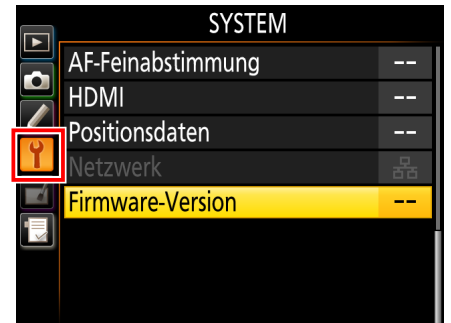 SYSTEM
AF-Feinabstimmung --
HDMI --
Positionsdaten --
Netzwerk
Firmware-Version --